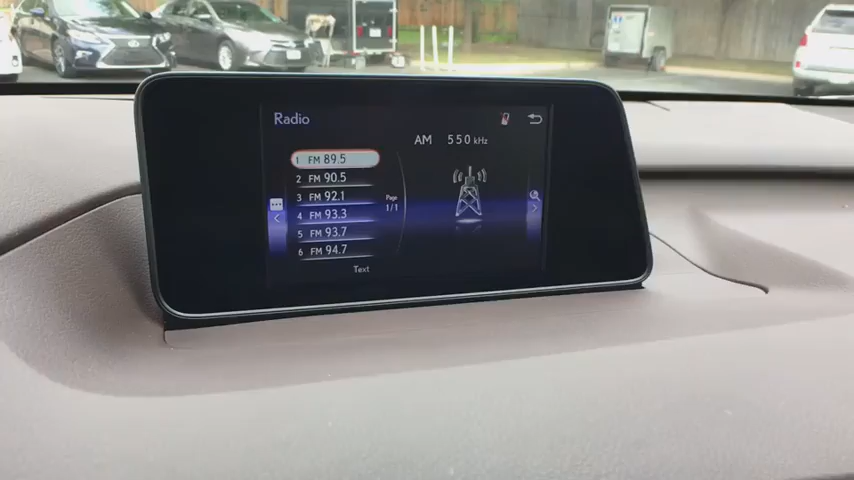 Radio
AM 550 kHz
1 FM 89.5
2 FM 90.5
3 FM 92.1
4 FM 93.3
5 FM 93.7
6 FM 94.7
Page
1/1
Text